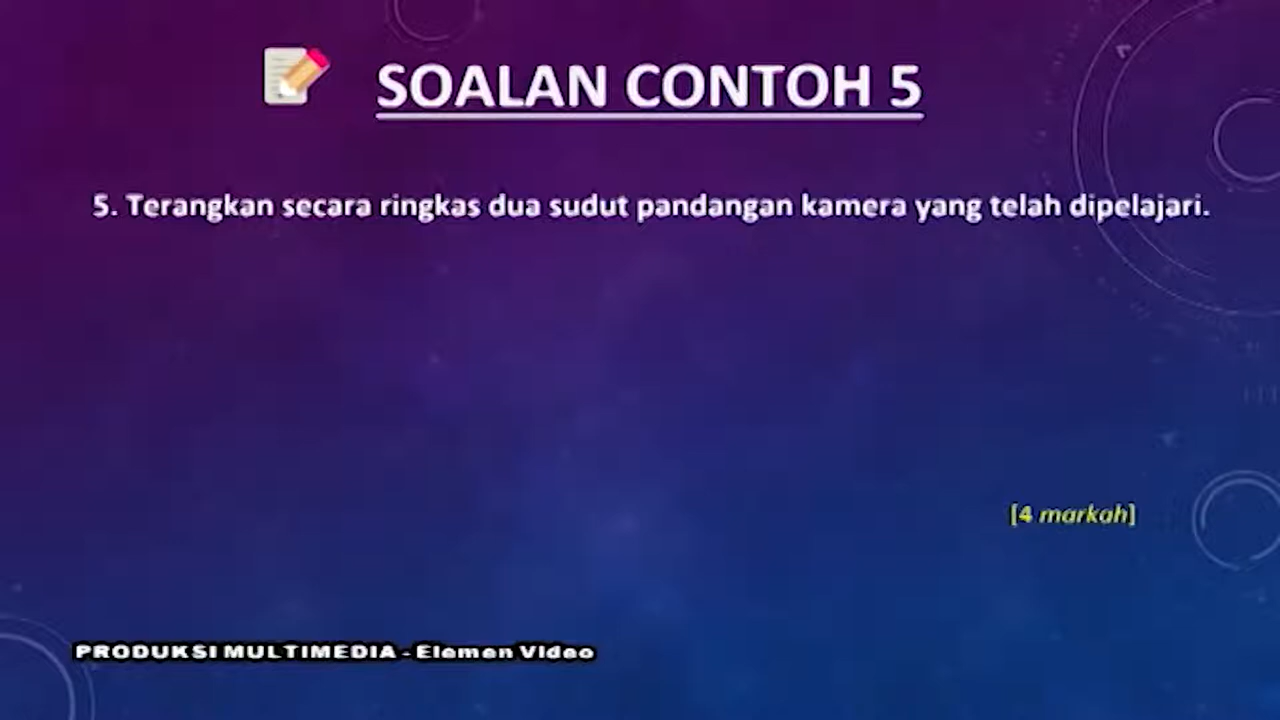 SOALAN CONTOH 5
5. Terangkan secara ringkas dua sudut pandangan kamera yang telah dipelajari.
[4 markah]
PRODUKSI MULTIMEDIA - Elemen Video